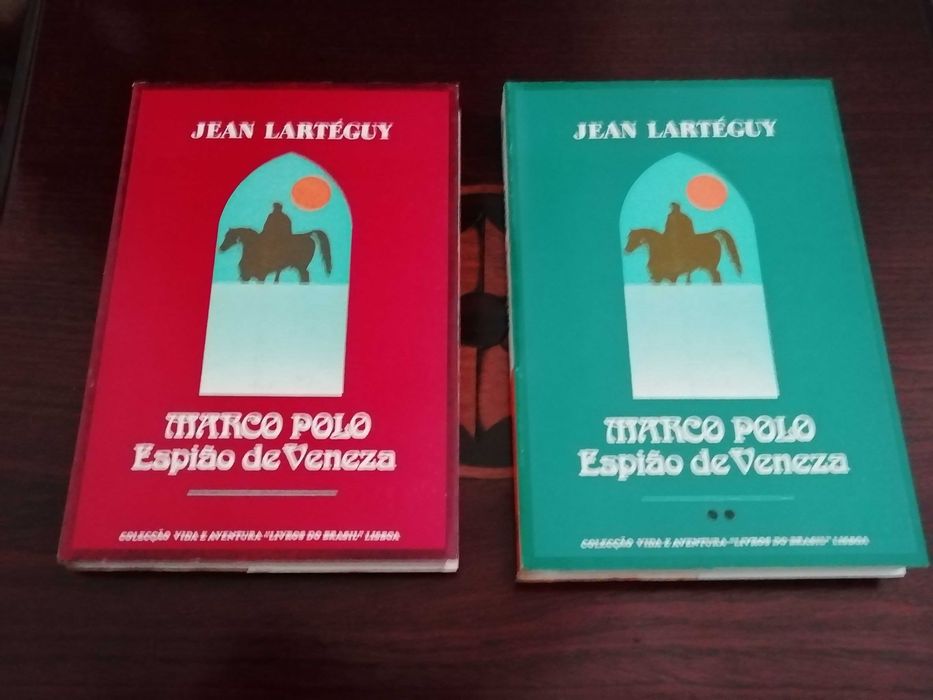 JEAN LARTÉGUY
MARCO POLO
Espião de Veneza
COLECÇÃO VIDA E AVENTURA "LIVROS DO BRASIL" LISBOA
JEAN LARTÉGUY
MARCO POLO
Espião de Veneza
COLECÇÃO VIDA E AVENTURA "LIVROS DO BRASIL" LISBOA